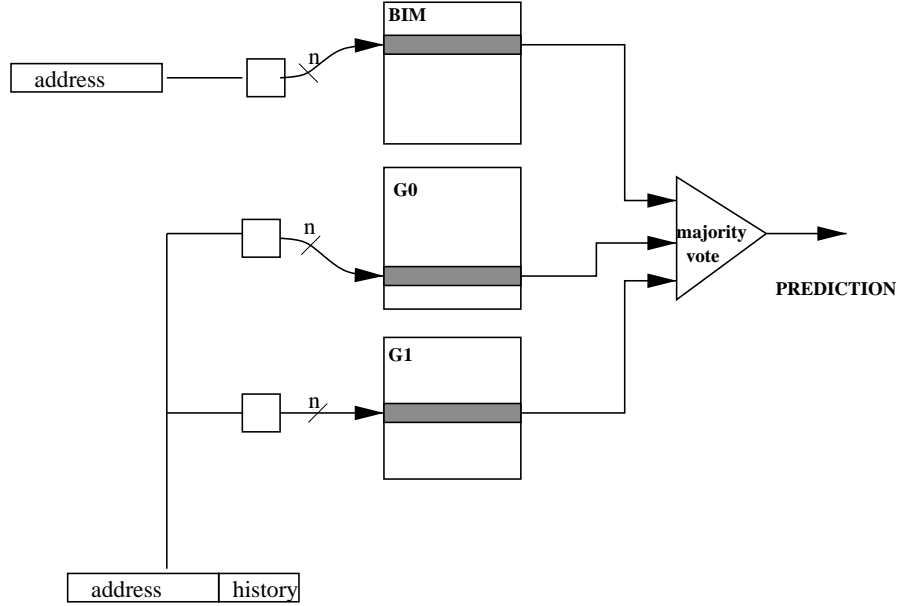 BIM
n
address
G0
n
majority
vote
PREDICTION
G1
n
address history